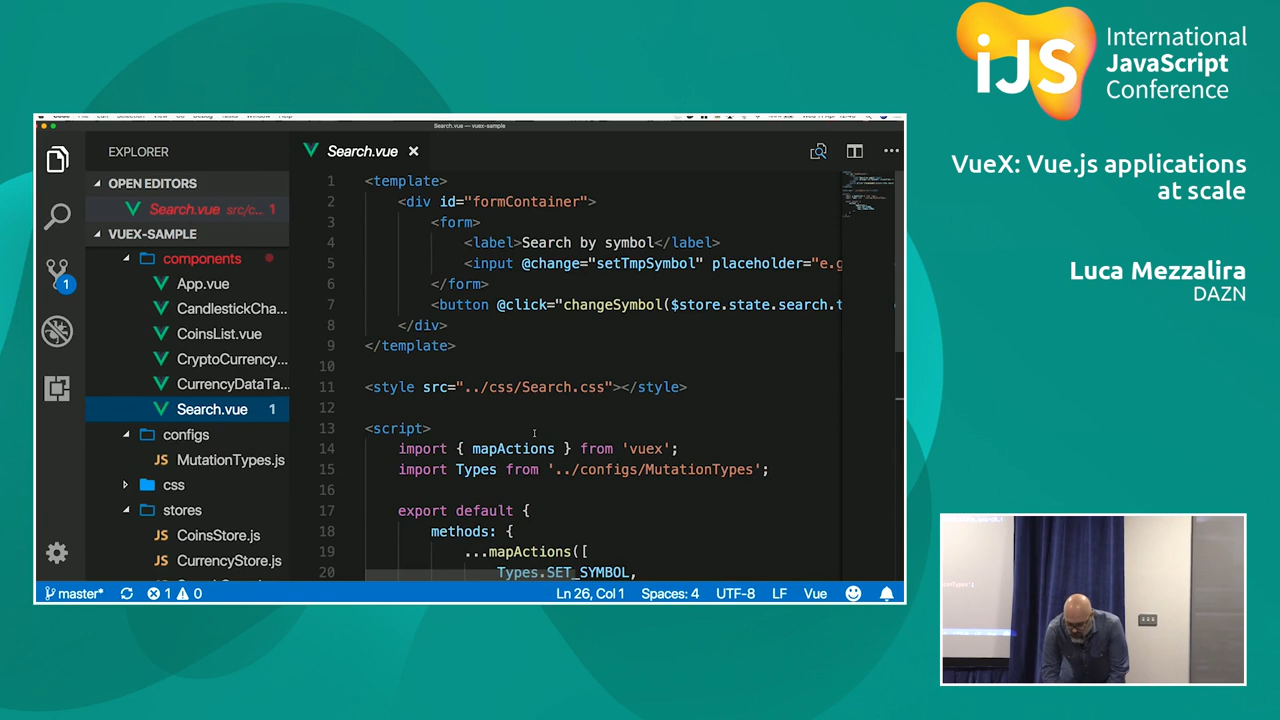 iJS
International
JavaScript
Conference
VueX: Vue.js applications
at scale
Luca Mezzalira
DAZN
Search.vue — vuex-sample
EXPLORER
OPEN EDITORS
Search.vue src/c... 1
VUEX-SAMPLE
components
App.vue
CandlestickCha...
CoinsList.vue
CryptoCurrency...
CurrencyDataTa...
Search.vue 1
configs
MutationTypes.js
css
stores
CoinsStore.js
CurrencyStore.js
1
Search.vue ×
1 <template>
2 <div id="formContainer">
3 <form>
4 <label>Search by symbol</label>
5 <input @change="setTmpSymbol" placeholder="e.g
6 </form>
7 <button @click="changeSymbol($store.state.search.t
8 </div>
9 </template>
10
11 <style src="../css/Search.css"></style>
12
13 <script>
14 import { mapActions } from 'vuex';
15 import Types from '../configs/MutationTypes';
16
17 export default {
18 methods: {
19 ...mapActions([
20 Types.SET_SYMBOL,
master* 1 0 Ln 26, Col 1 Spaces: 4 UTF-8 LF Vue